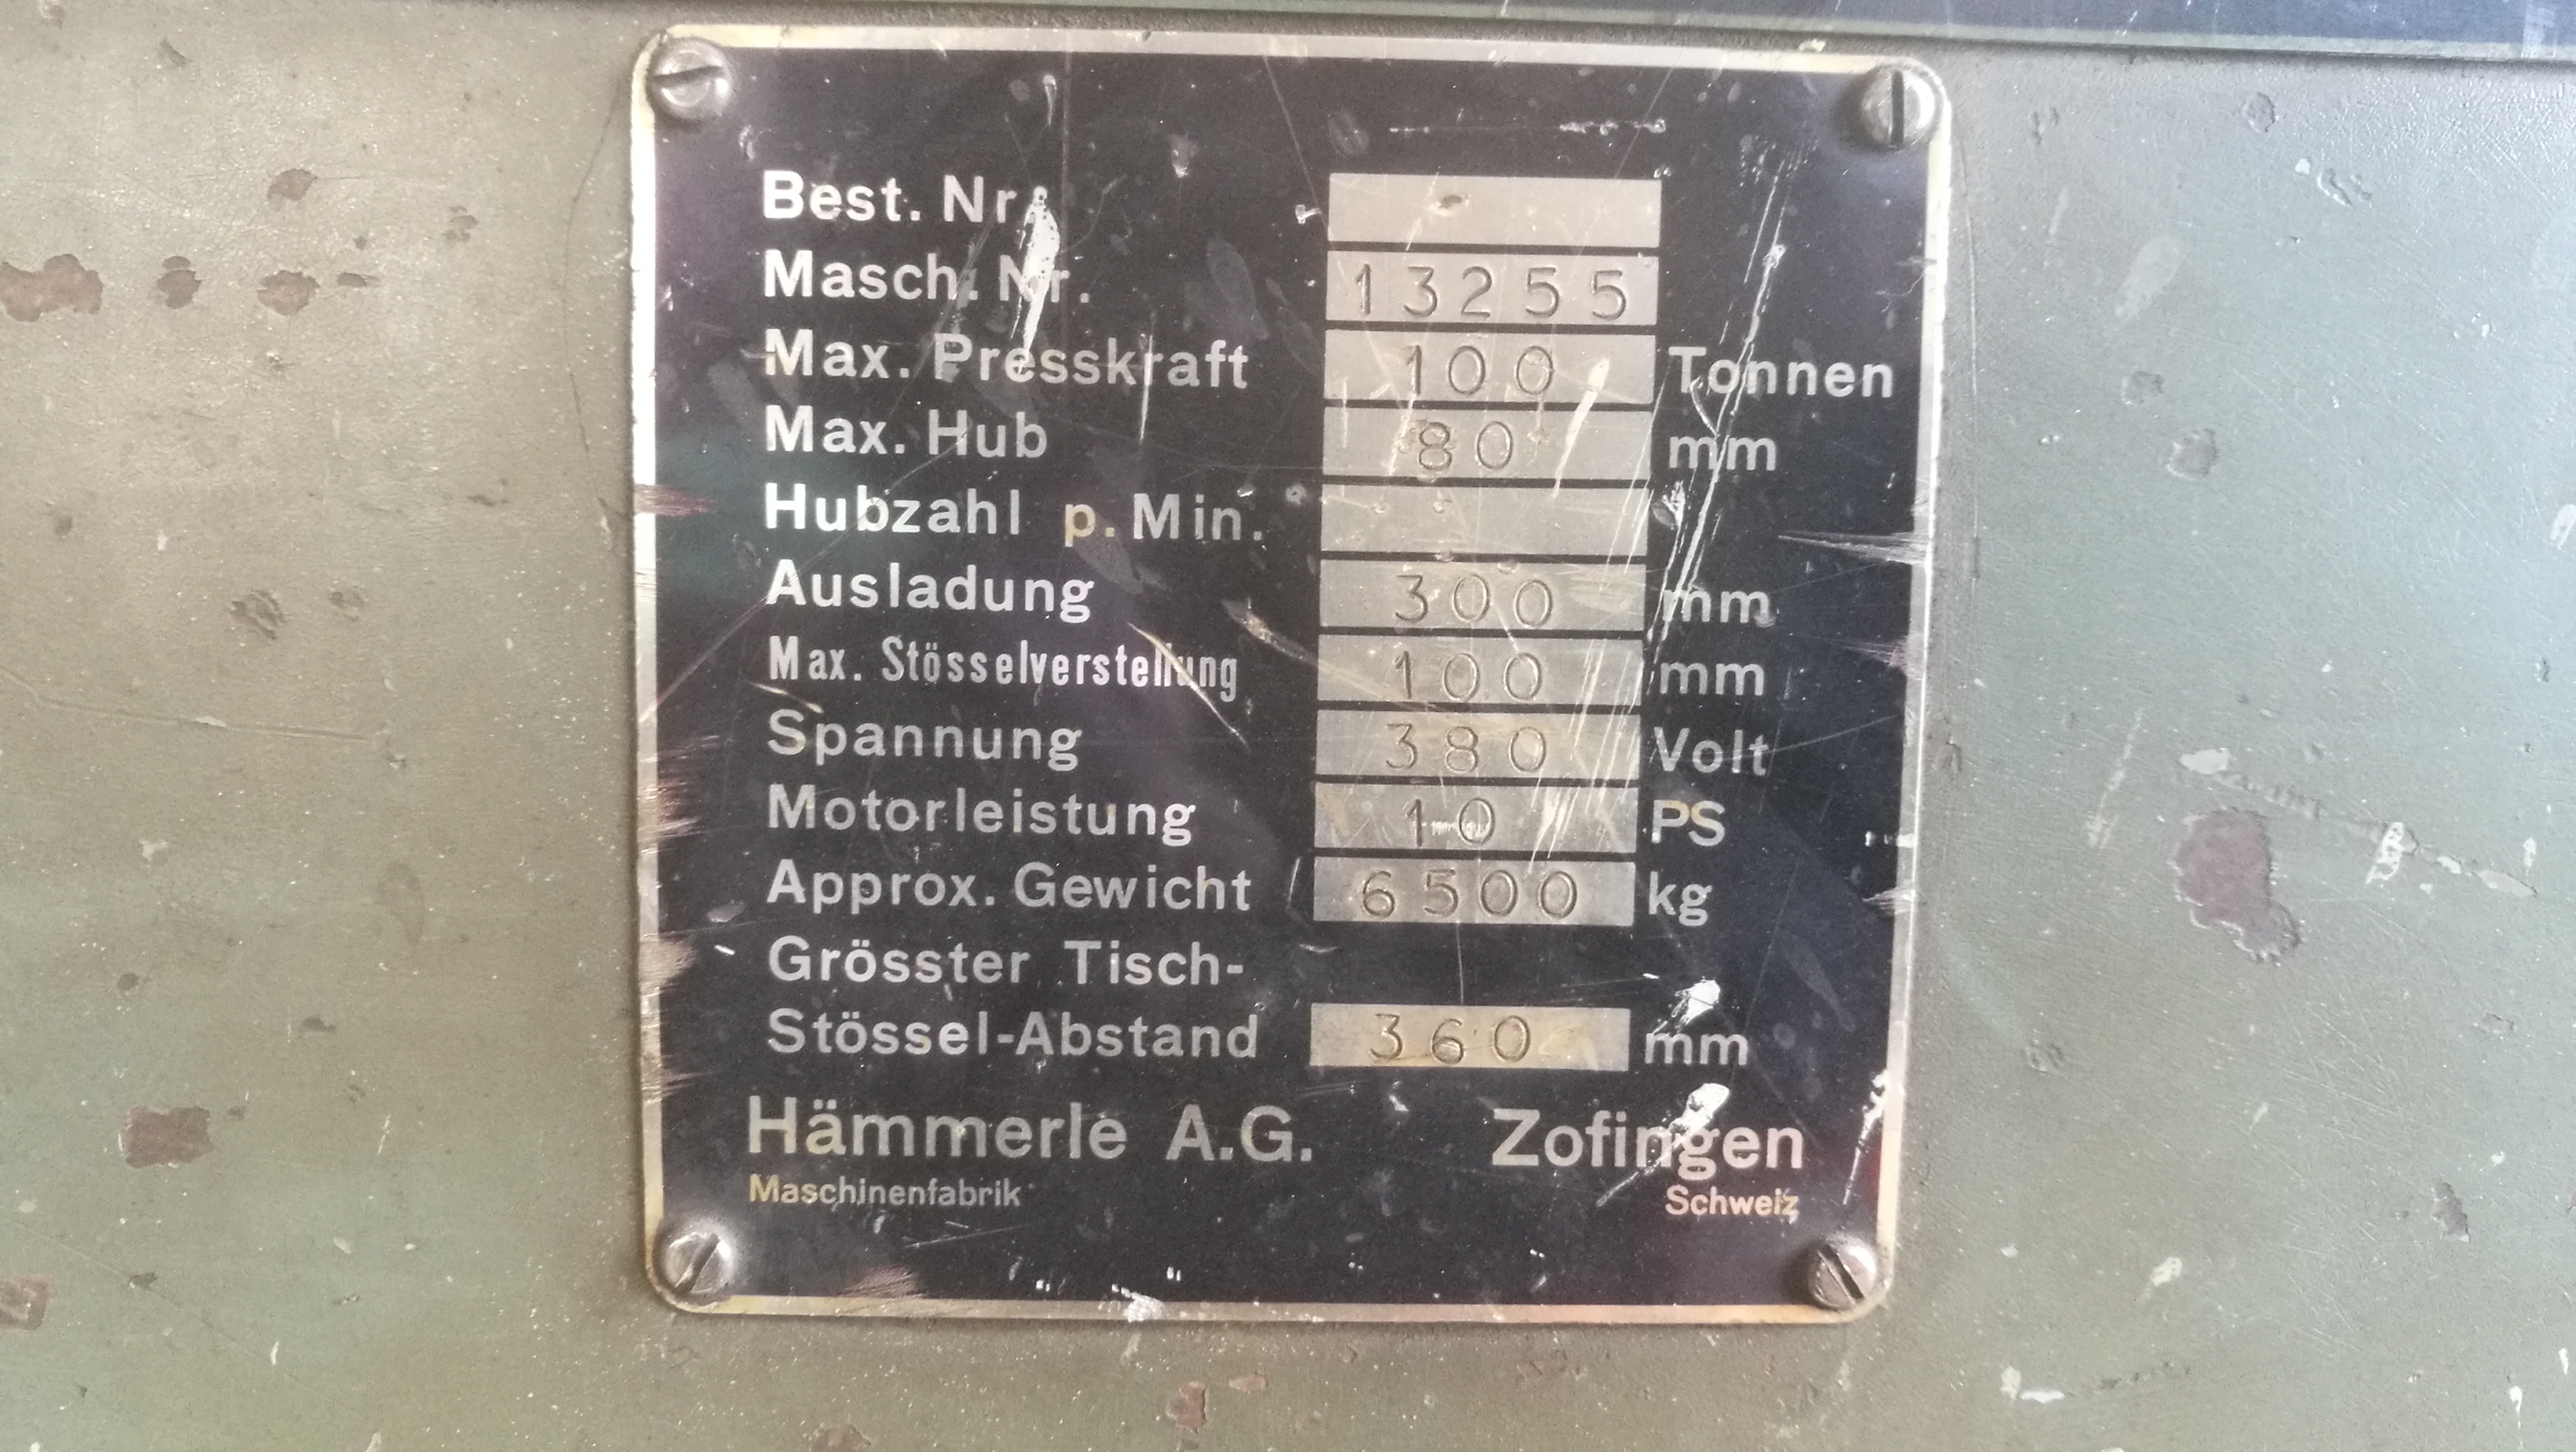 Best. Nr.
Masch. Nr. 13255
Max. Presskraft 100 Tonnen
Max. Hub 80 mm
Hubzahl p. Min.
Ausladung 300 mm
Max. Stösselverstellung 100 mm
Spannung 380 Volt
Motorleistung 10 PS
Approx. Gewicht 6500 kg
Grösster Tisch-
Stössel-Abstand 360 mm
Hämmerle A.G. Zofingen
Maschinenfabrik Schweiz